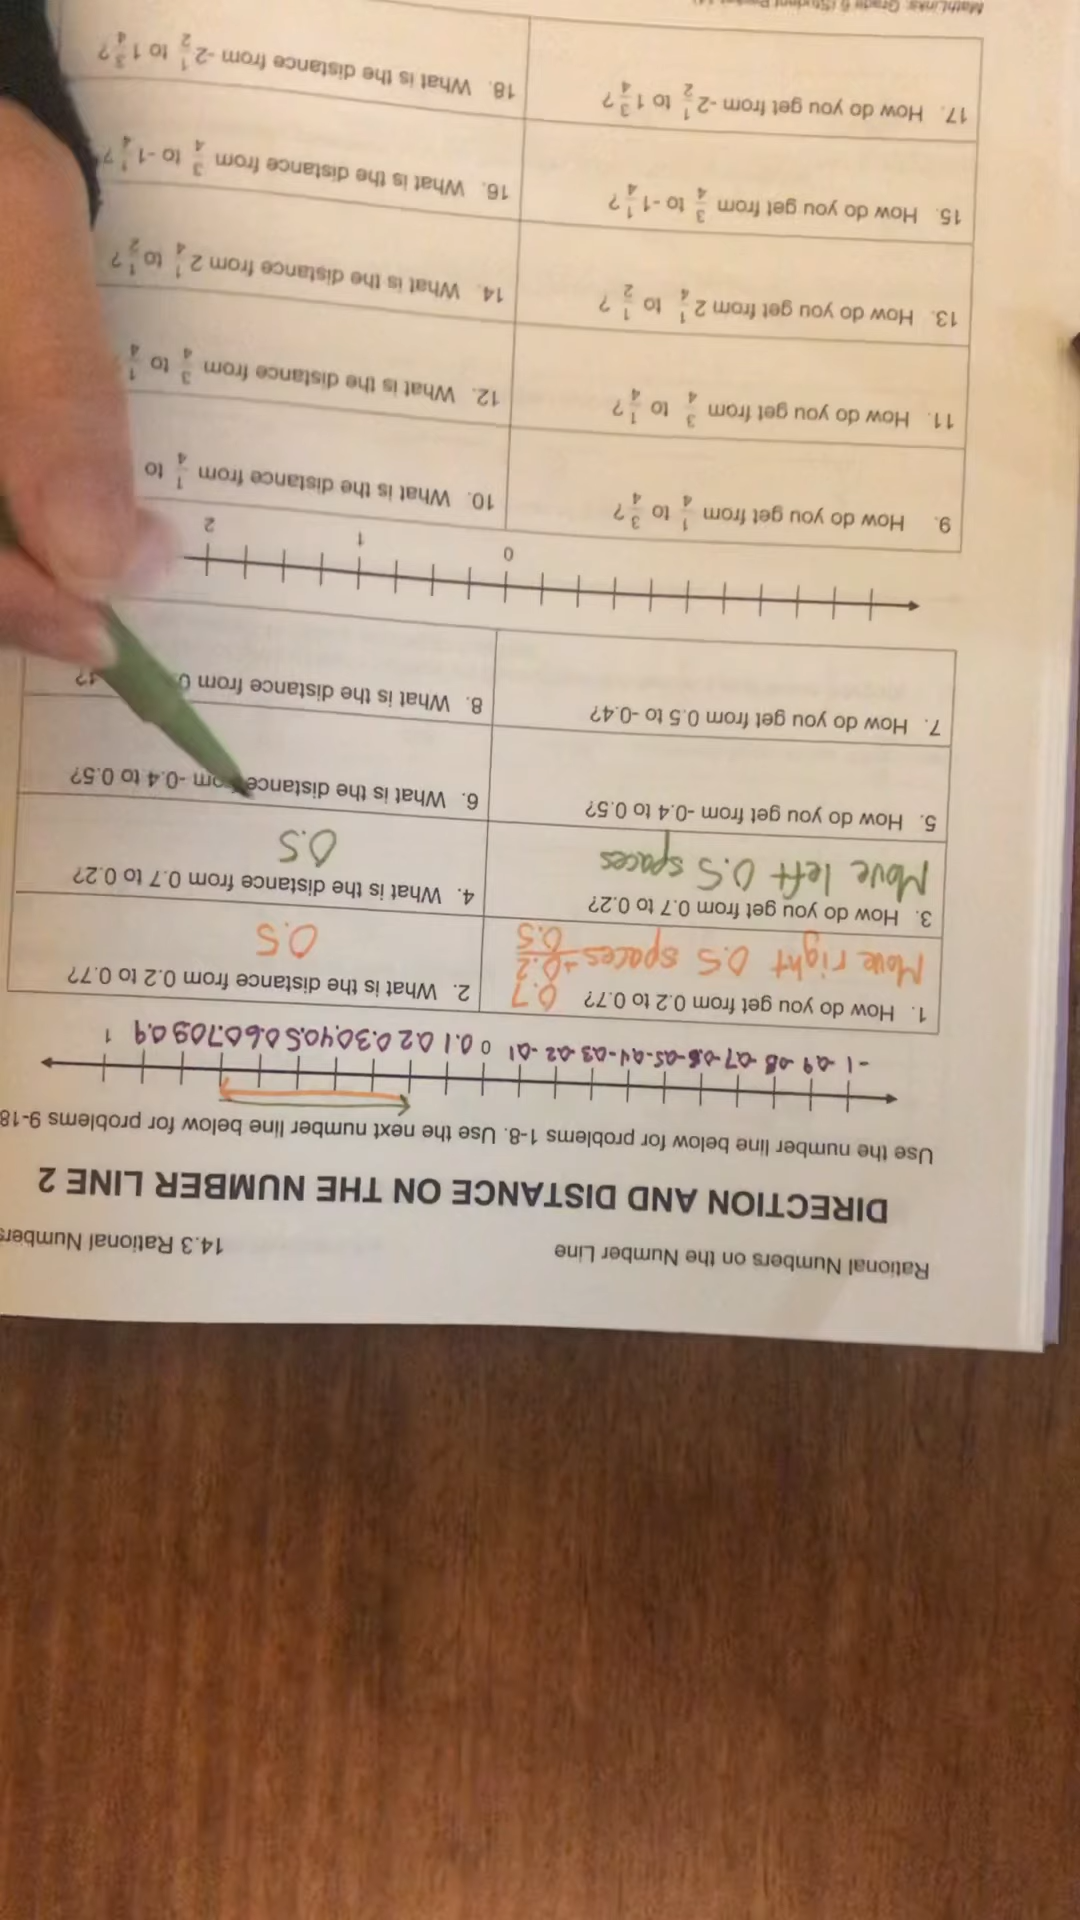 Rational Numbers on the Number Line
14.3 Rational Numbers
DIRECTION AND DISTANCE ON THE NUMBER LINE 2
Use the number line below for problems 1-8. Use the next number line below for problems 9-18
-1 -0.9 -0.8 -0.7 -0.6 -0.5 -0.4 -0.3 -0.2 -0.1 0 0.1 0.2 0.3 0.4 0.5 0.6 0.7 0.9 1
1. How do you get from 0.2 to 0.7?
Move right 0.5 spaces
0.7
-0.2
0.5
2. What is the distance from 0.2 to 0.7?
0.5
3. How do you get from 0.7 to 0.2?
Move left 0.5 spaces
4. What is the distance from 0.7 to 0.2?
0.5
5. How do you get from -0.4 to 0.5?
6. What is the distance from -0.4 to 0.5?
7. How do you get from 0.5 to -0.4?
8. What is the distance from
0 1 2
9. How do you get from 1/4 to 3/4?
10. What is the distance from 1/4 to
11. How do you get from 3/4 to 1/4?
12. What is the distance from 3/4 to 1/4
13. How do you get from 2 1/4 to 1/2?
14. What is the distance from 2 1/4 to 1/2?
15. How do you get from 3/4 to -1 1/4?
16. What is the distance from 3/4 to -1 1/4?
17. How do you get from -2 1/2 to 1 3/4?
18. What is the distance from -2 1/2 to 1 3/4?
MathLinks: Grade 6 (Student Packet 14)